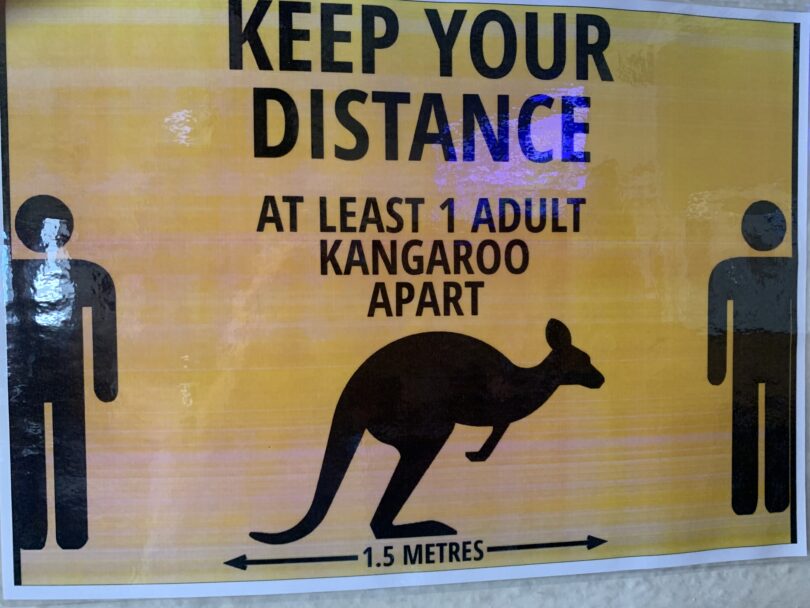 KEEP YOUR
DISTANCE
AT LEAST 1 ADULT
KANGAROO
APART
1.5 METRES